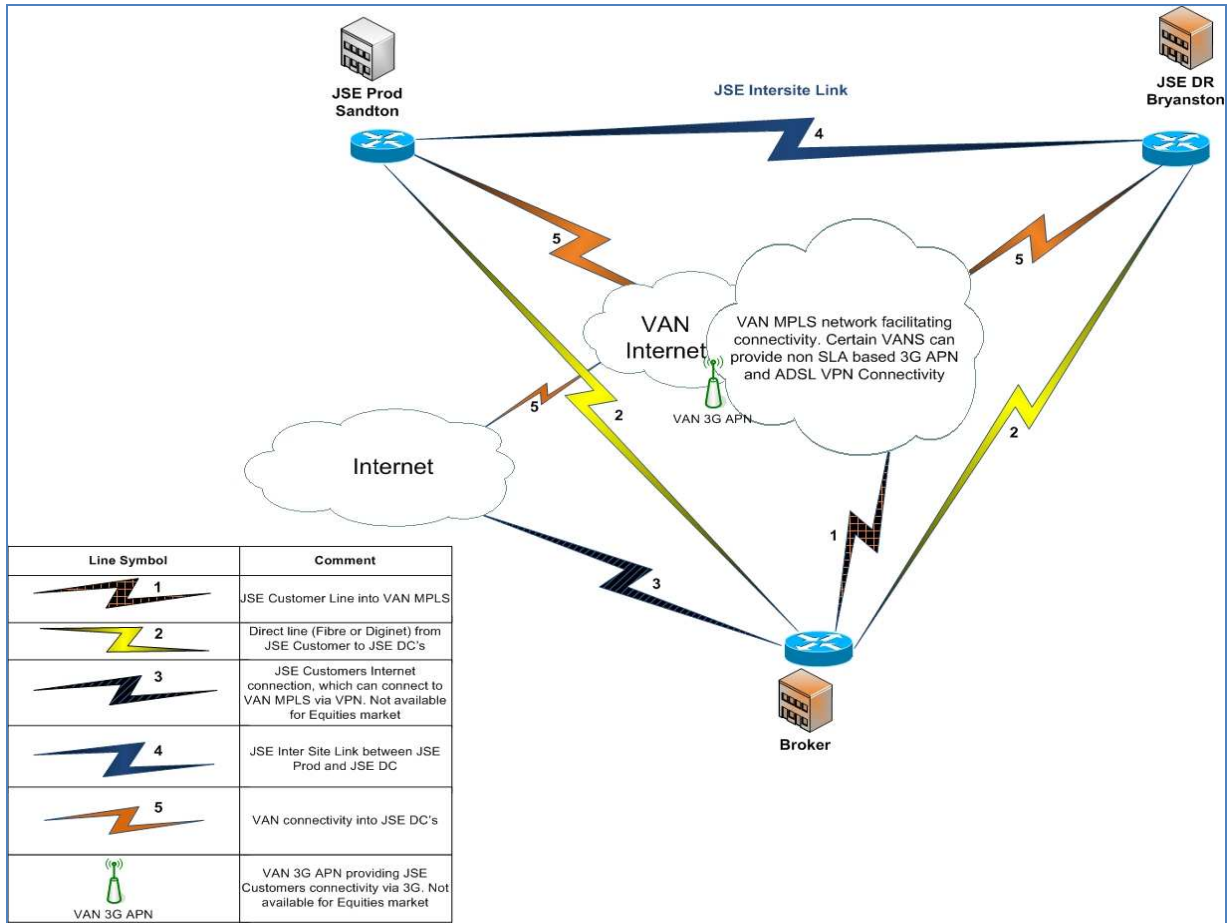 JSE Prod
Sandton
JSE DR
Bryanston
JSE Intersite Link
4
5
5
VAN
Internet
VAN MPLS network facilitating
connectivity. Certain VANS can
provide non SLA based 3G APN
and ADSL VPN Connectivity
VAN 3G APN
5
2
2
Internet
1
3
Broker
Line Symbol
Comment
1
JSE Customer Line into VAN MPLS
2
Direct line (Fibre or Diginet) from
JSE Customer to JSE DC's
3
JSE Customers Internet
connection, which can connect to
VAN MPLS via VPN. Not available
for Equities market
4
JSE Inter Site Link between JSE
Prod and JSE DC
5
VAN connectivity into JSE DC's
VAN 3G APN
VAN 3G APN providing JSE
Customers connectivity via 3G. Not
available for Equities market